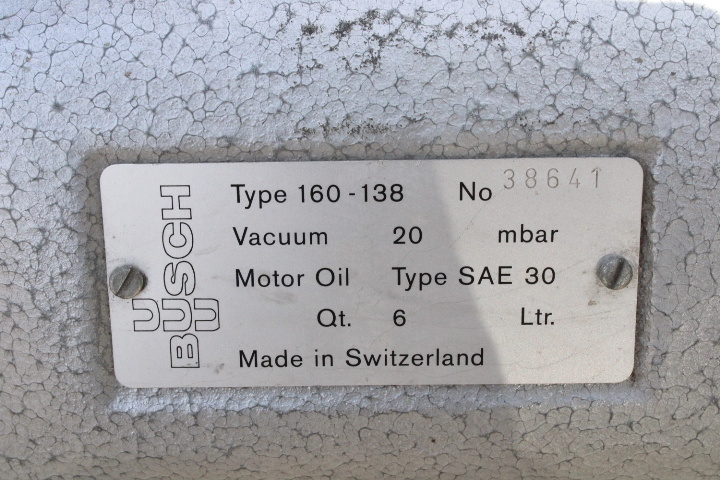 BUSCH
Type 160-138 No 38641
Vacuum 20 mbar
Motor Oil Type SAE 30
Qt. 6 Ltr.
Made in Switzerland